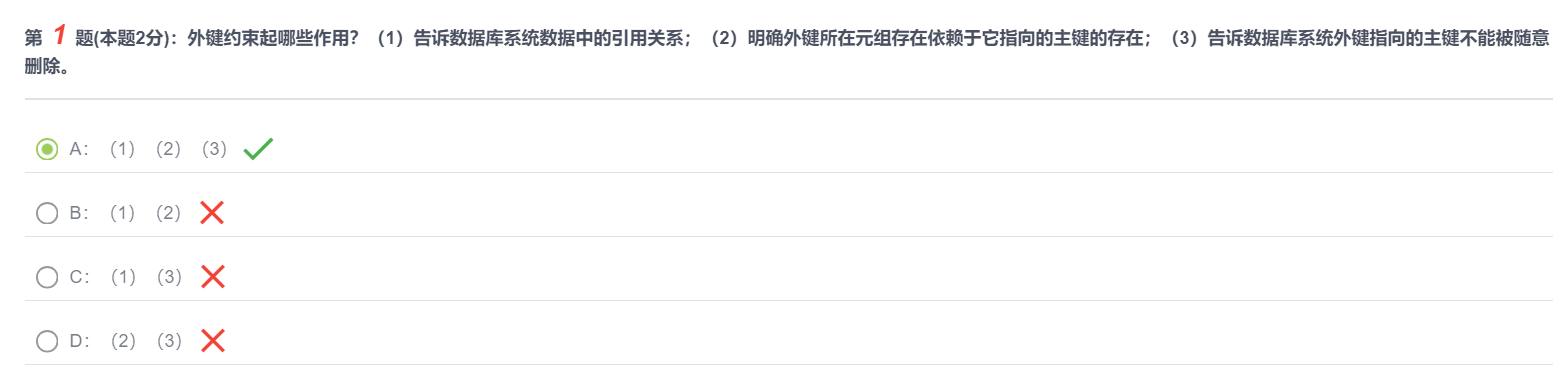 第 1 题(本题2分)：外键约束起哪些作用？（1）告诉数据库系统数据中的引用关系；（2）明确外键所在元组存在依赖于它指向的主键的存在；（3）告诉数据库系统外键指向的主键不能被随意
删除。
A：（1）（2）（3）
B：（1）（2）
C：（1）（3）
D：（2）（3）